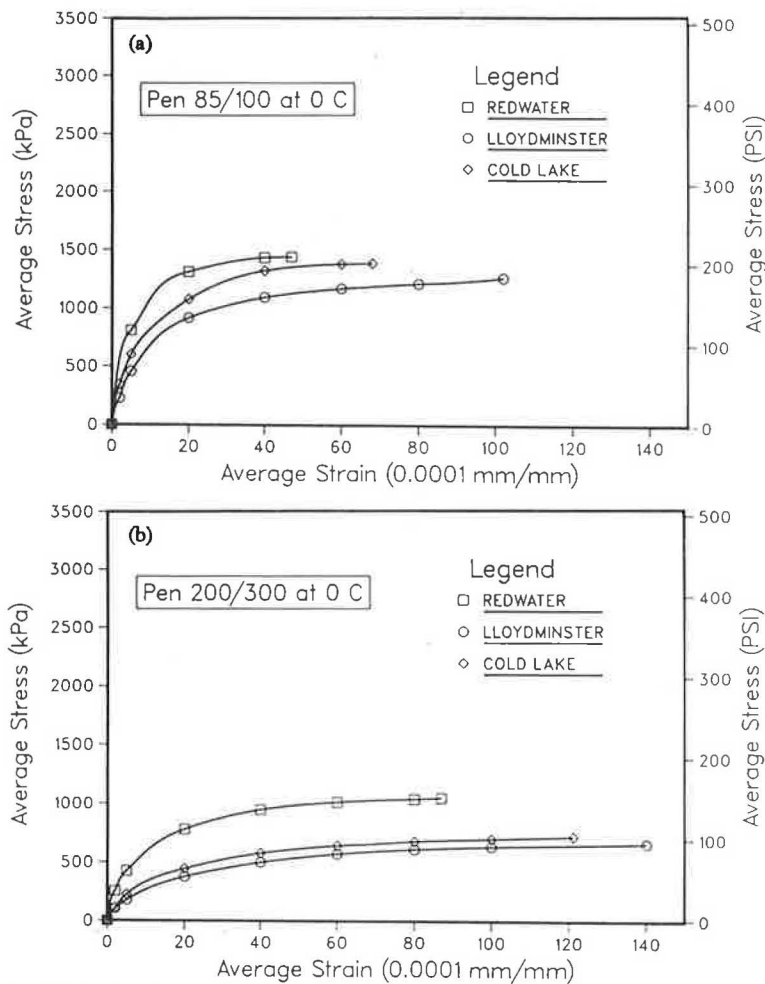 (a)
Pen 85/100 at 0 C
Legend
REDWATER
LLOYDMINSTER
COLD LAKE
Average Stress (kPa)
3500
3000
2500
2000
1500
1000
500
0
Average Stress (PSI)
500
400
300
200
100
0
0 20 40 60 80 100 120 140
Average Strain (0.0001 mm/mm)
(b)
Pen 200/300 at 0 C
Legend
REDWATER
LLOYDMINSTER
COLD LAKE
Average Stress (kPa)
3500
3000
2500
2000
1500
1000
500
0
Average Stress (PSI)
500
400
300
200
100
0
0 20 40 60 80 100 120 140
Average Strain (0.0001 mm/mm)